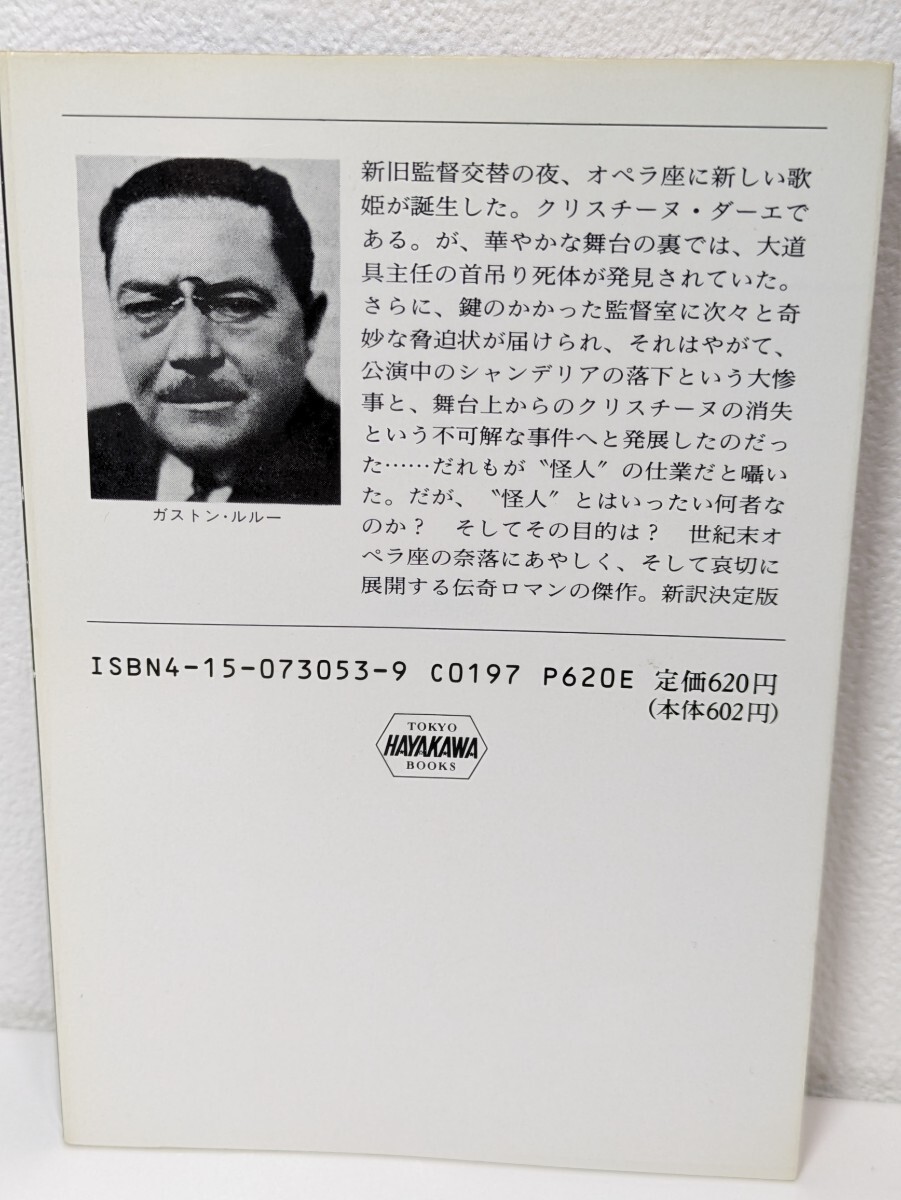 新旧監督交替の夜、オペラ座に新しい歌
姫が誕生した。クリスチーヌ・ダーエで
ある。が、華やかな舞台の裏では、大道
具主任の首吊り死体が発見されていた。
さらに、鍵のかかった監督室に次々と奇
妙な脅迫状が届けられ、それはやがて、
公演中のシャンデリアの落下という大惨
事と、舞台上からのクリスチーヌの消失
という不可解な事件へと発展したのだっ
た……だれもが〝怪人〟の仕業だと囁い
た。だが、〝怪人〟とはいったい何者な
のか？　そしてその目的は？　世紀末オ
ペラ座の奈落にあやしく、そして哀切に
展開する伝奇ロマンの傑作。新訳決定版
ガストン・ルルー
ISBN4-15-073053-9 C0197 P620E 定価620円
(本体602円)
TOKYO
HAYAKAWA
BOOKS